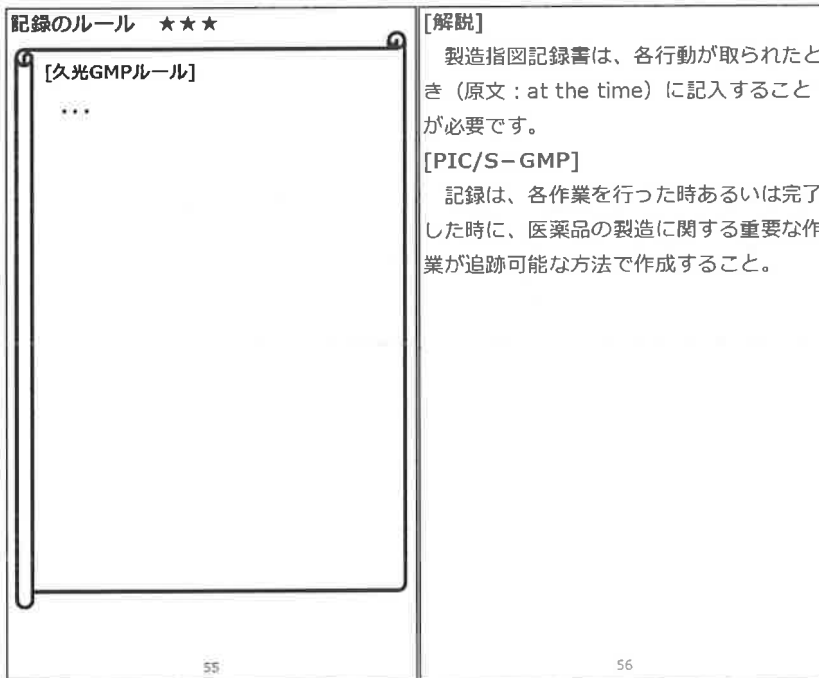 記録のルール ★★★
[久光GMPルール]
・・・
55
[解説]
製造指図記録書は、各行動が取られたと
き（原文：at the time）に記入すること
が必要です。
[PIC/S−GMP]
記録は、各作業を行った時あるいは完了
した時に、医薬品の製造に関する重要な作
業が追跡可能な方法で作成すること。
56